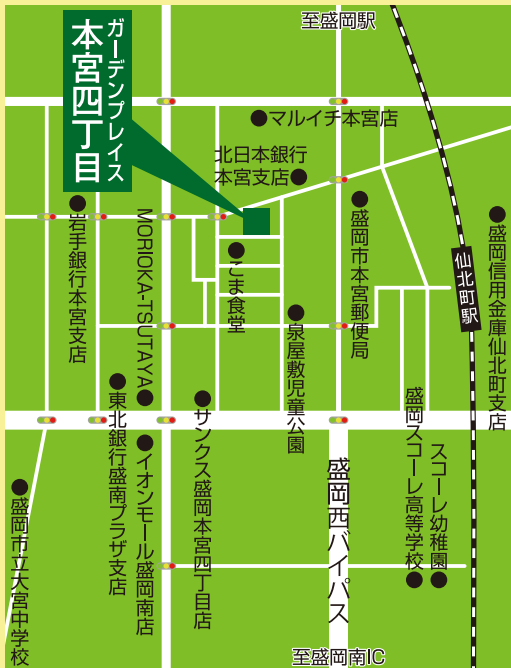 至盛岡駅
ガーデンプレイス
本宮四丁目
マルイチ本宮店
北日本銀行
本宮支店
岩手銀行本宮支店
MORIOKA-TSUTAYA
こま食堂
盛岡市本宮郵便局
仙北町駅
盛岡信用金庫仙北町支店
泉屋敷児童公園
東北銀行盛南プラザ支店
イオンモール盛岡南店
サンクス盛岡本宮四丁目店
盛岡西バイパス
盛岡スコーレ高等学校
スコーレ幼稚園
盛岡市立大宮中学校
至盛岡南IC